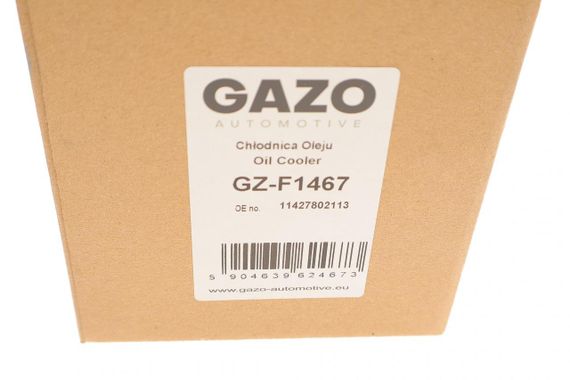 GAZO
AUTOMOTIVE
Chłodnica Oleju
Oil Cooler
GZ-F1467
OE no. 11427802113
5 904639 624673
www.gazo-automotive.eu